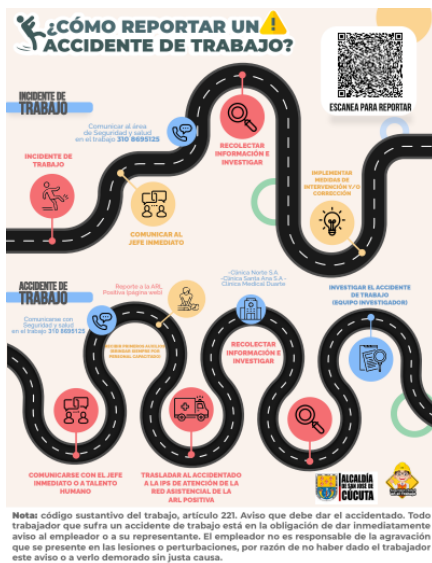 ¿CÓMO REPORTAR UN
ACCIDENTE DE TRABAJO?
ESCANEA PARA REPORTAR
INCIDENTE DE
TRABAJO
Comunicar al área
de Seguridad y salud
en el trabajo 310 8695125
RECOLECTAR
INFORMACIÓN E
INVESTIGAR
INCIDENTE DE
TRABAJO
COMUNICAR AL
JEFE INMEDIATO
IMPLEMENTAR
MEDIDAS DE
INTERVENCIÓN Y/O
CORRECCIÓN
ACCIDENTE DE
TRABAJO
Comunicarse con
Seguridad y salud
en el trabajo 310 8695125
Reporte a la ARL
Positiva (pagina web)
-Clínica Norte S.A
-Clínica Santa Ana S.A -
Clínica Medical Duarte
INVESTIGAR EL ACCIDENTE
DE TRABAJO
(EQUIPO INVESTIGADOR)
PRIMEROS AUXILIOS
SIEMPRE POR
PERSONAL CAPACITADO
RECOLECTAR
INFORMACIÓN E
INVESTIGAR
COMUNICARSE CON EL JEFE
INMEDIATO O A TALENTO
HUMANO
TRASLADAR AL ACCIDENTADO
A LA IPS DE ATENCIÓN DE LA
RED ASISTENCIAL DE LA
ARL POSITIVA
ALCALDÍA
DE SAN JOSÉ DE
CÚCUTA
Nota: código sustantivo del trabajo, artículo 221. Aviso que debe dar el accidentado. Todo
trabajador que sufra un accidente de trabajo está en la obligación de dar inmediatamente
aviso al empleador o a su representante. El empleador no es responsable de la agravación
que se presente en las lesiones o perturbaciones, por razón de no haber dado el trabajador
este aviso o a verlo demorado sin justa causa.